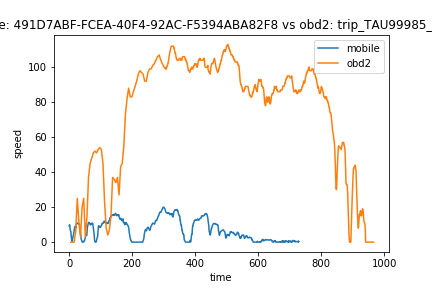 e: 491D7ABF-FCEA-40F4-92AC-F5394ABA82F8 vs obd2: trip_TAU99985_
mobile
obd2
speed
100
80
60
40
20
0
0 200 400 600 800 1000
time